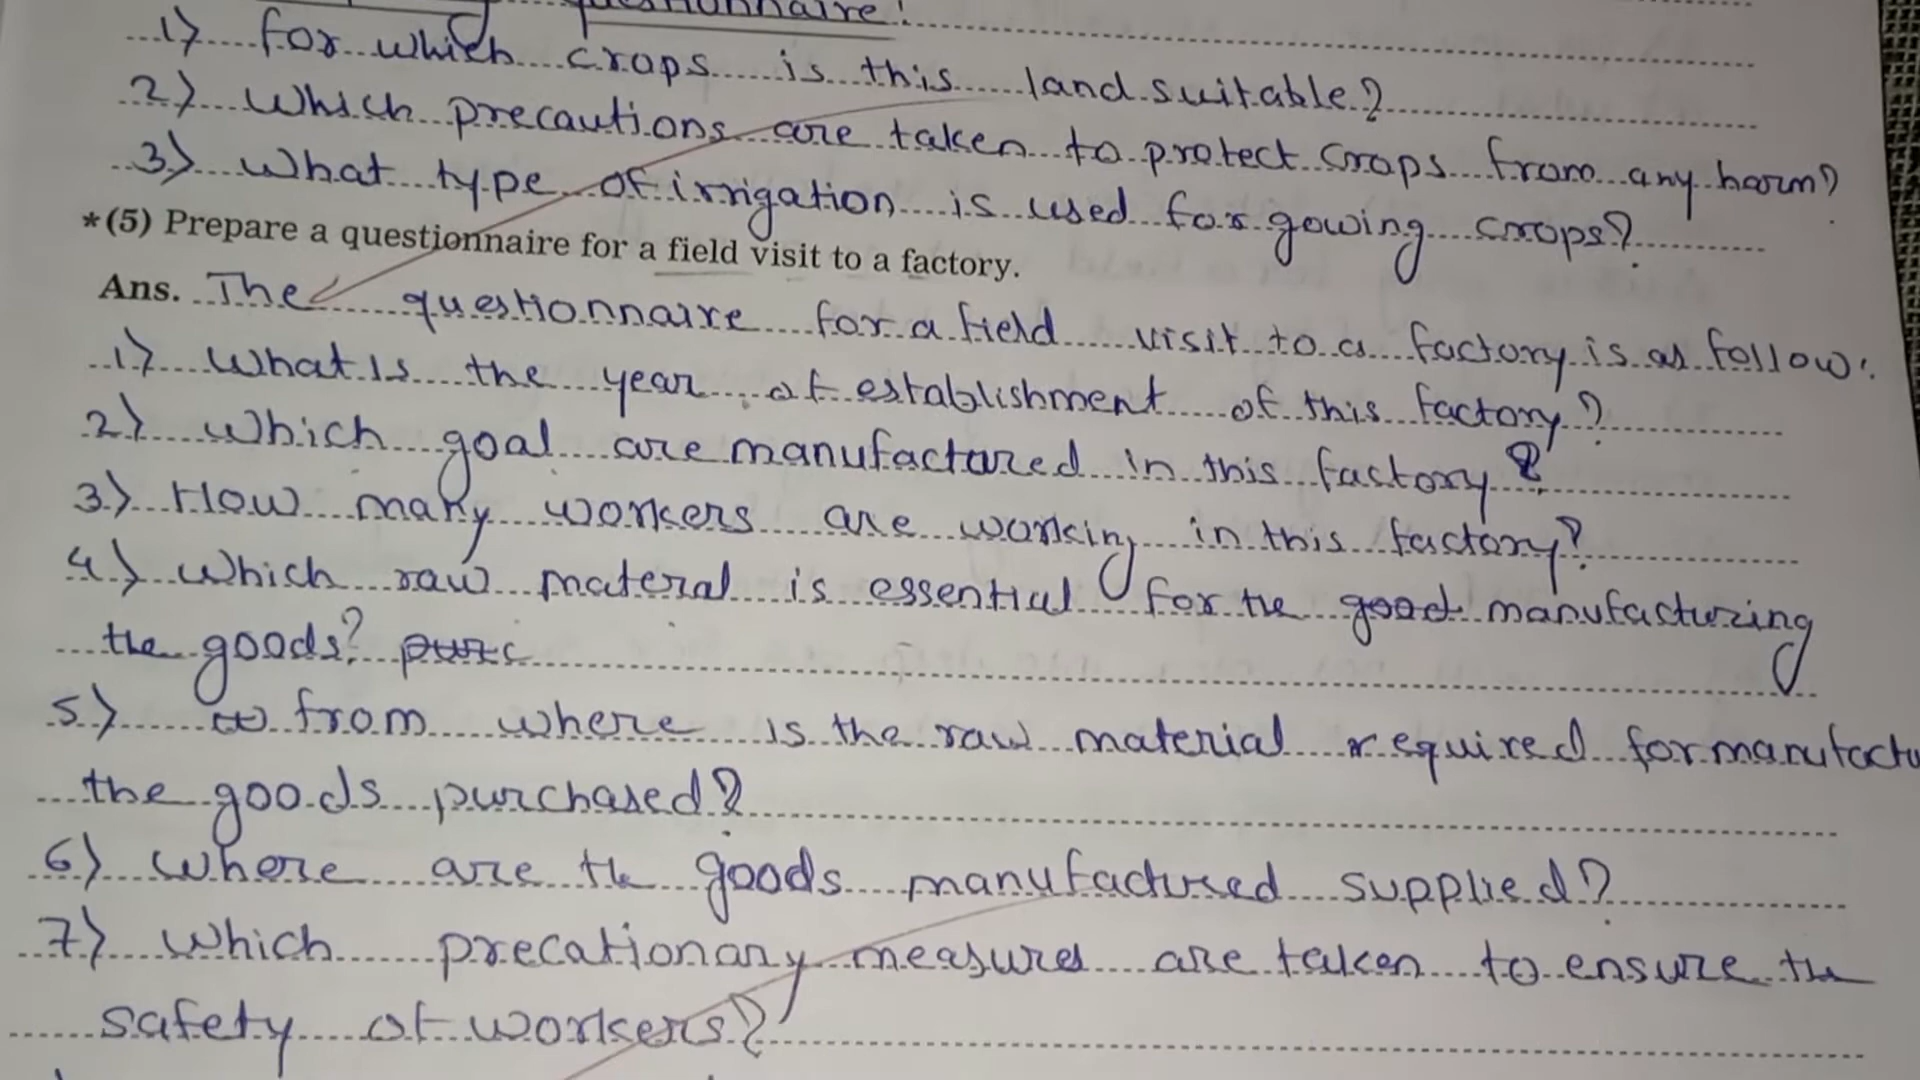 questionnaire:
1) for which crops is this land suitable?
2) Which precautions are taken to protect crops from any harm?
3) What type of irrigation is used for gowing crops?
*(5) Prepare a questionnaire for a field visit to a factory.
Ans. The questionnaire for a field visit to a factory is as follow:
1) What is the year of establishment of this factory?
2) Which goal are manufactured in this factory?
3) How many workers are working in this factory?
4) Which raw materal is essential for the good manufacturing
the goods? purc
5) from where is the raw material required for manufactu
the goods purchased?
6) where are the goods manufactured supplied?
7) which precationary measures are taken to ensure the
safety of workers?